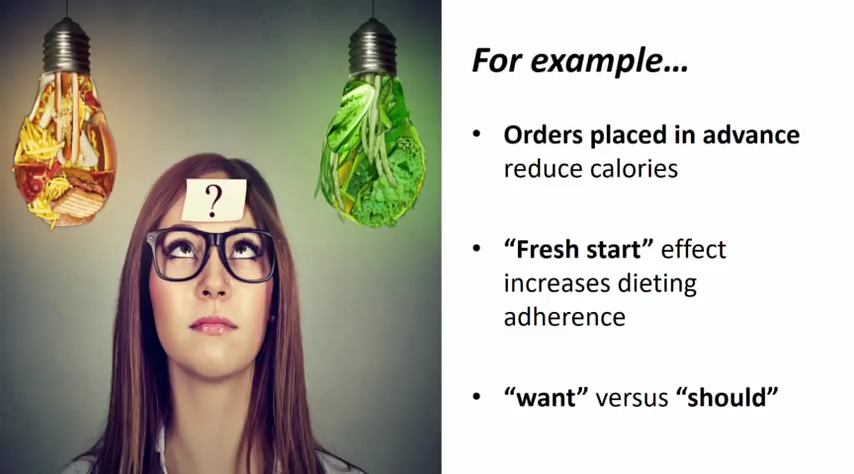 ?
For example…
• Orders placed in advance
reduce calories
• “Fresh start” effect
increases dieting
adherence
• “want” versus “should”